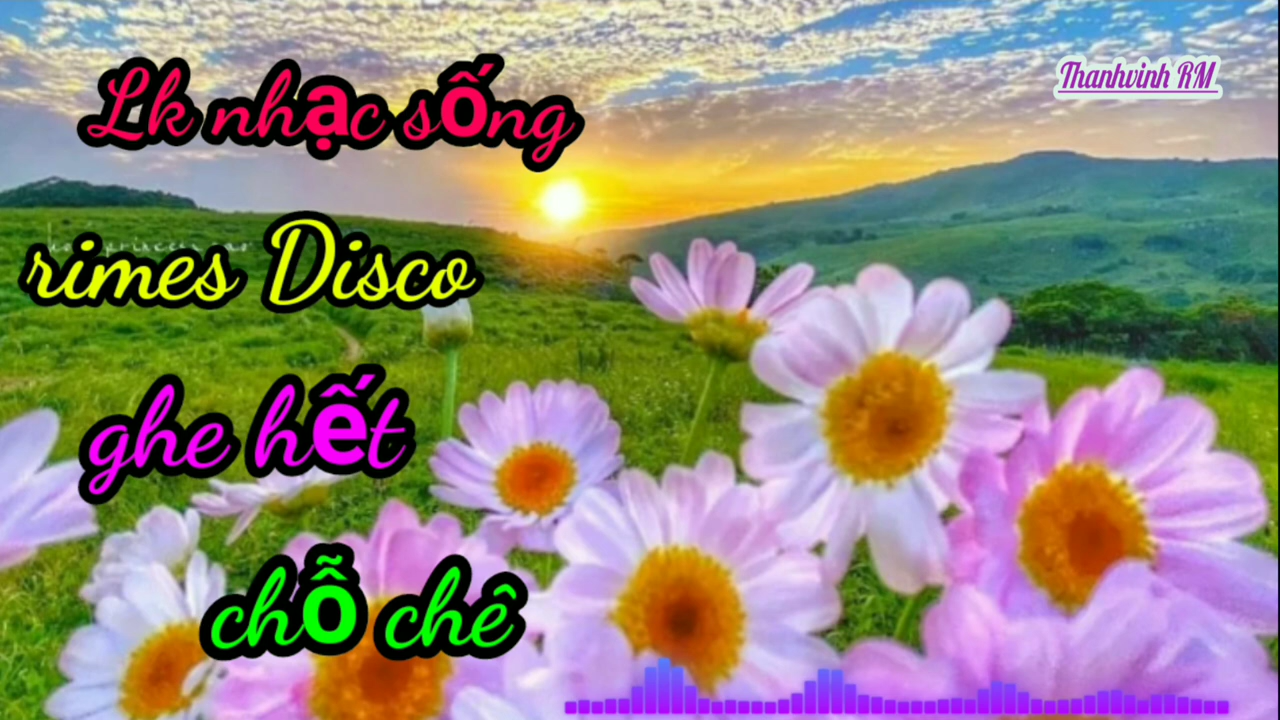 Lk nhạc sống
Thanhvinh RM
rimes Disco
ghe hết
chỗ chê